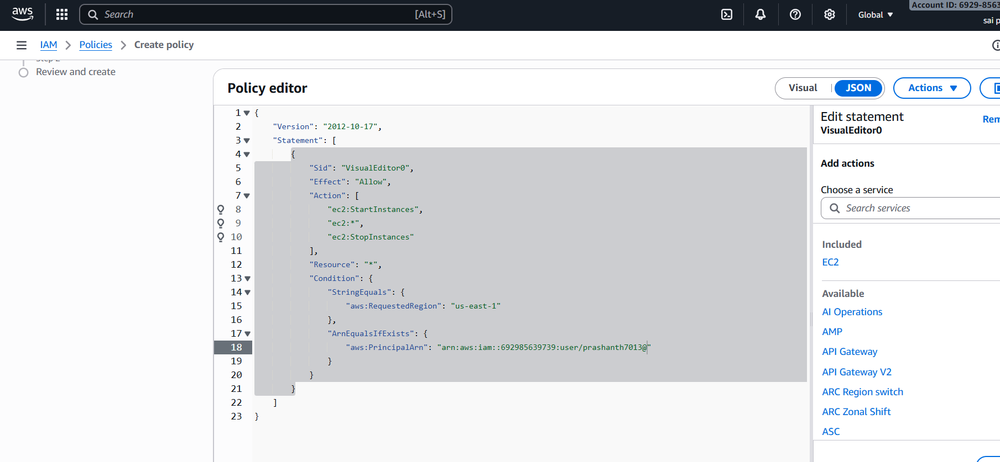 aws
Search
[Alt+S]
Global
Account ID: 6929-8563
sai p
IAM
Policies
Create policy
Step 2
Review and create
Policy editor
Visual
JSON
Actions
1 {
2 "Version": "2012-10-17",
3 "Statement": [
4 {
5 "Sid": "VisualEditor0",
6 "Effect": "Allow",
7 "Action": [
8 "ec2:StartInstances",
9 "ec2:*",
10 "ec2:StopInstances"
11 ],
12 "Resource": "*",
13 "Condition": {
14 "StringEquals": {
15 "aws:RequestedRegion": "us-east-1"
16 },
17 "ArnEqualsIfExists": {
18 "aws:PrincipalArn": "arn:aws:iam::692985639739:user/prashanth7013@"
19 }
20 }
21 }
22 ]
23 }
Edit statement
Rem
VisualEditor0
Add actions
Choose a service
Search services
Included
EC2
Available
AI Operations
AMP
API Gateway
API Gateway V2
ARC Region switch
ARC Zonal Shift
ASC